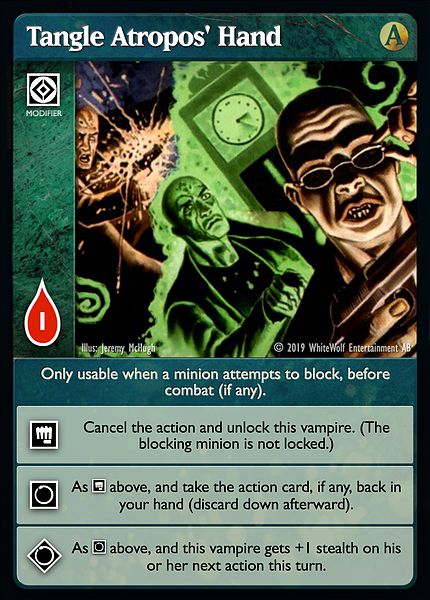 Tangle Atropos' Hand
A
MODIFIER
1
Illus: Jeremy McHugh
© 2019 WhiteWolf Entertainment AB
Only usable when a minion attempts to block, before
combat (if any).
Cancel the action and unlock this vampire. (The
blocking minion is not locked.)
As above, and take the action card, if any, back in
your hand (discard down afterward).
As above, and this vampire gets +1 stealth on his
or her next action this turn.